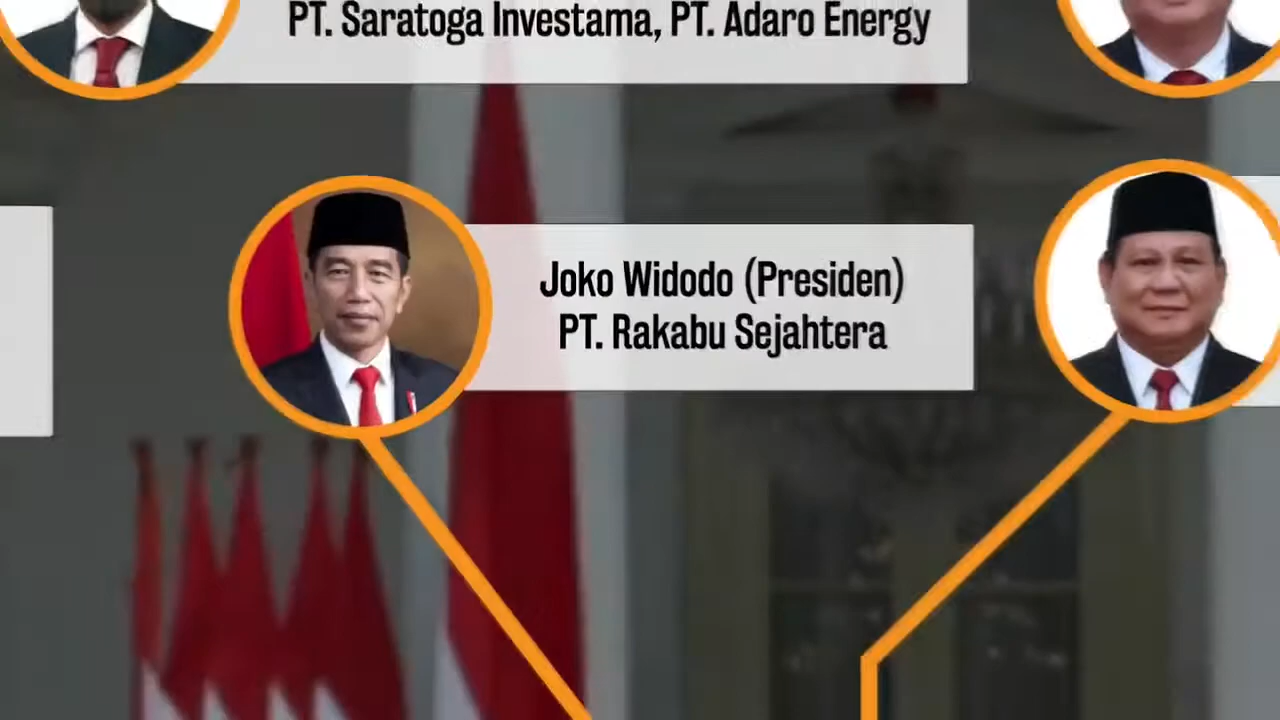 PT. Saratoga Investama, PT. Adaro Energy
Joko Widodo (Presiden)
PT. Rakabu Sejahtera